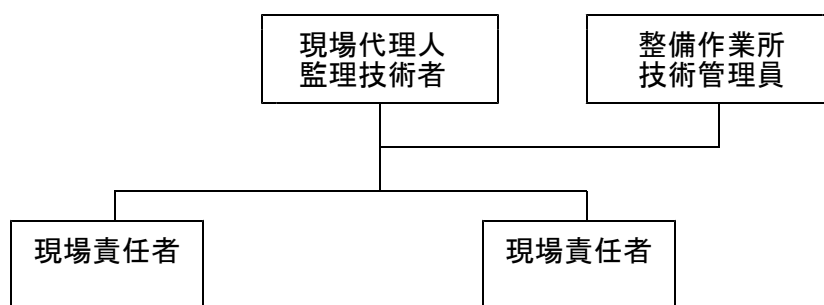 現場代理人
監理技術者
整備作業所
技術管理員
現場責任者
現場責任者